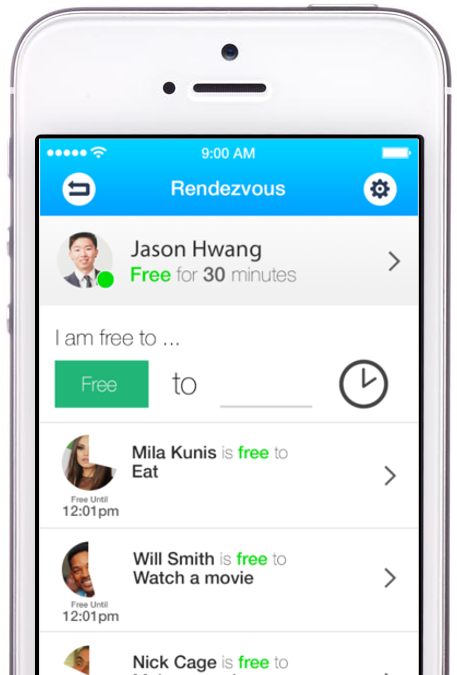 9:00 AM
Rendezvous
Jason Hwang
Free for 30 minutes
I am free to ...
Free to
Mila Kunis is free to
Eat
Free Until
12:01pm
Will Smith is free to
Watch a movie
Free Until
12:01pm
Nick Cage is free to